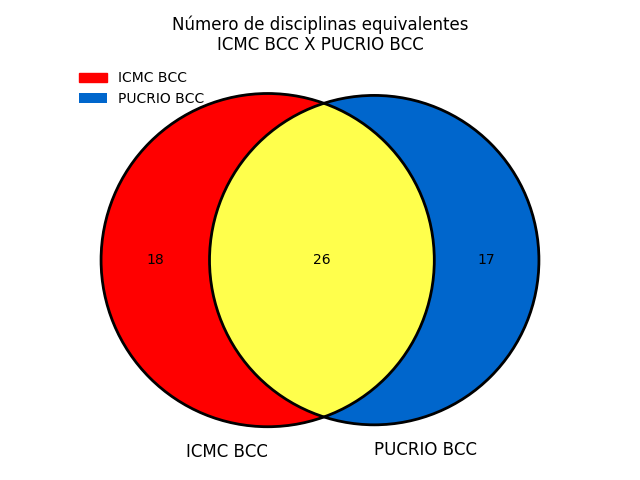 Número de disciplinas equivalentes
ICMC BCC X PUCRIO BCC
ICMC BCC
PUCRIO BCC
18
26
17
ICMC BCC
PUCRIO BCC